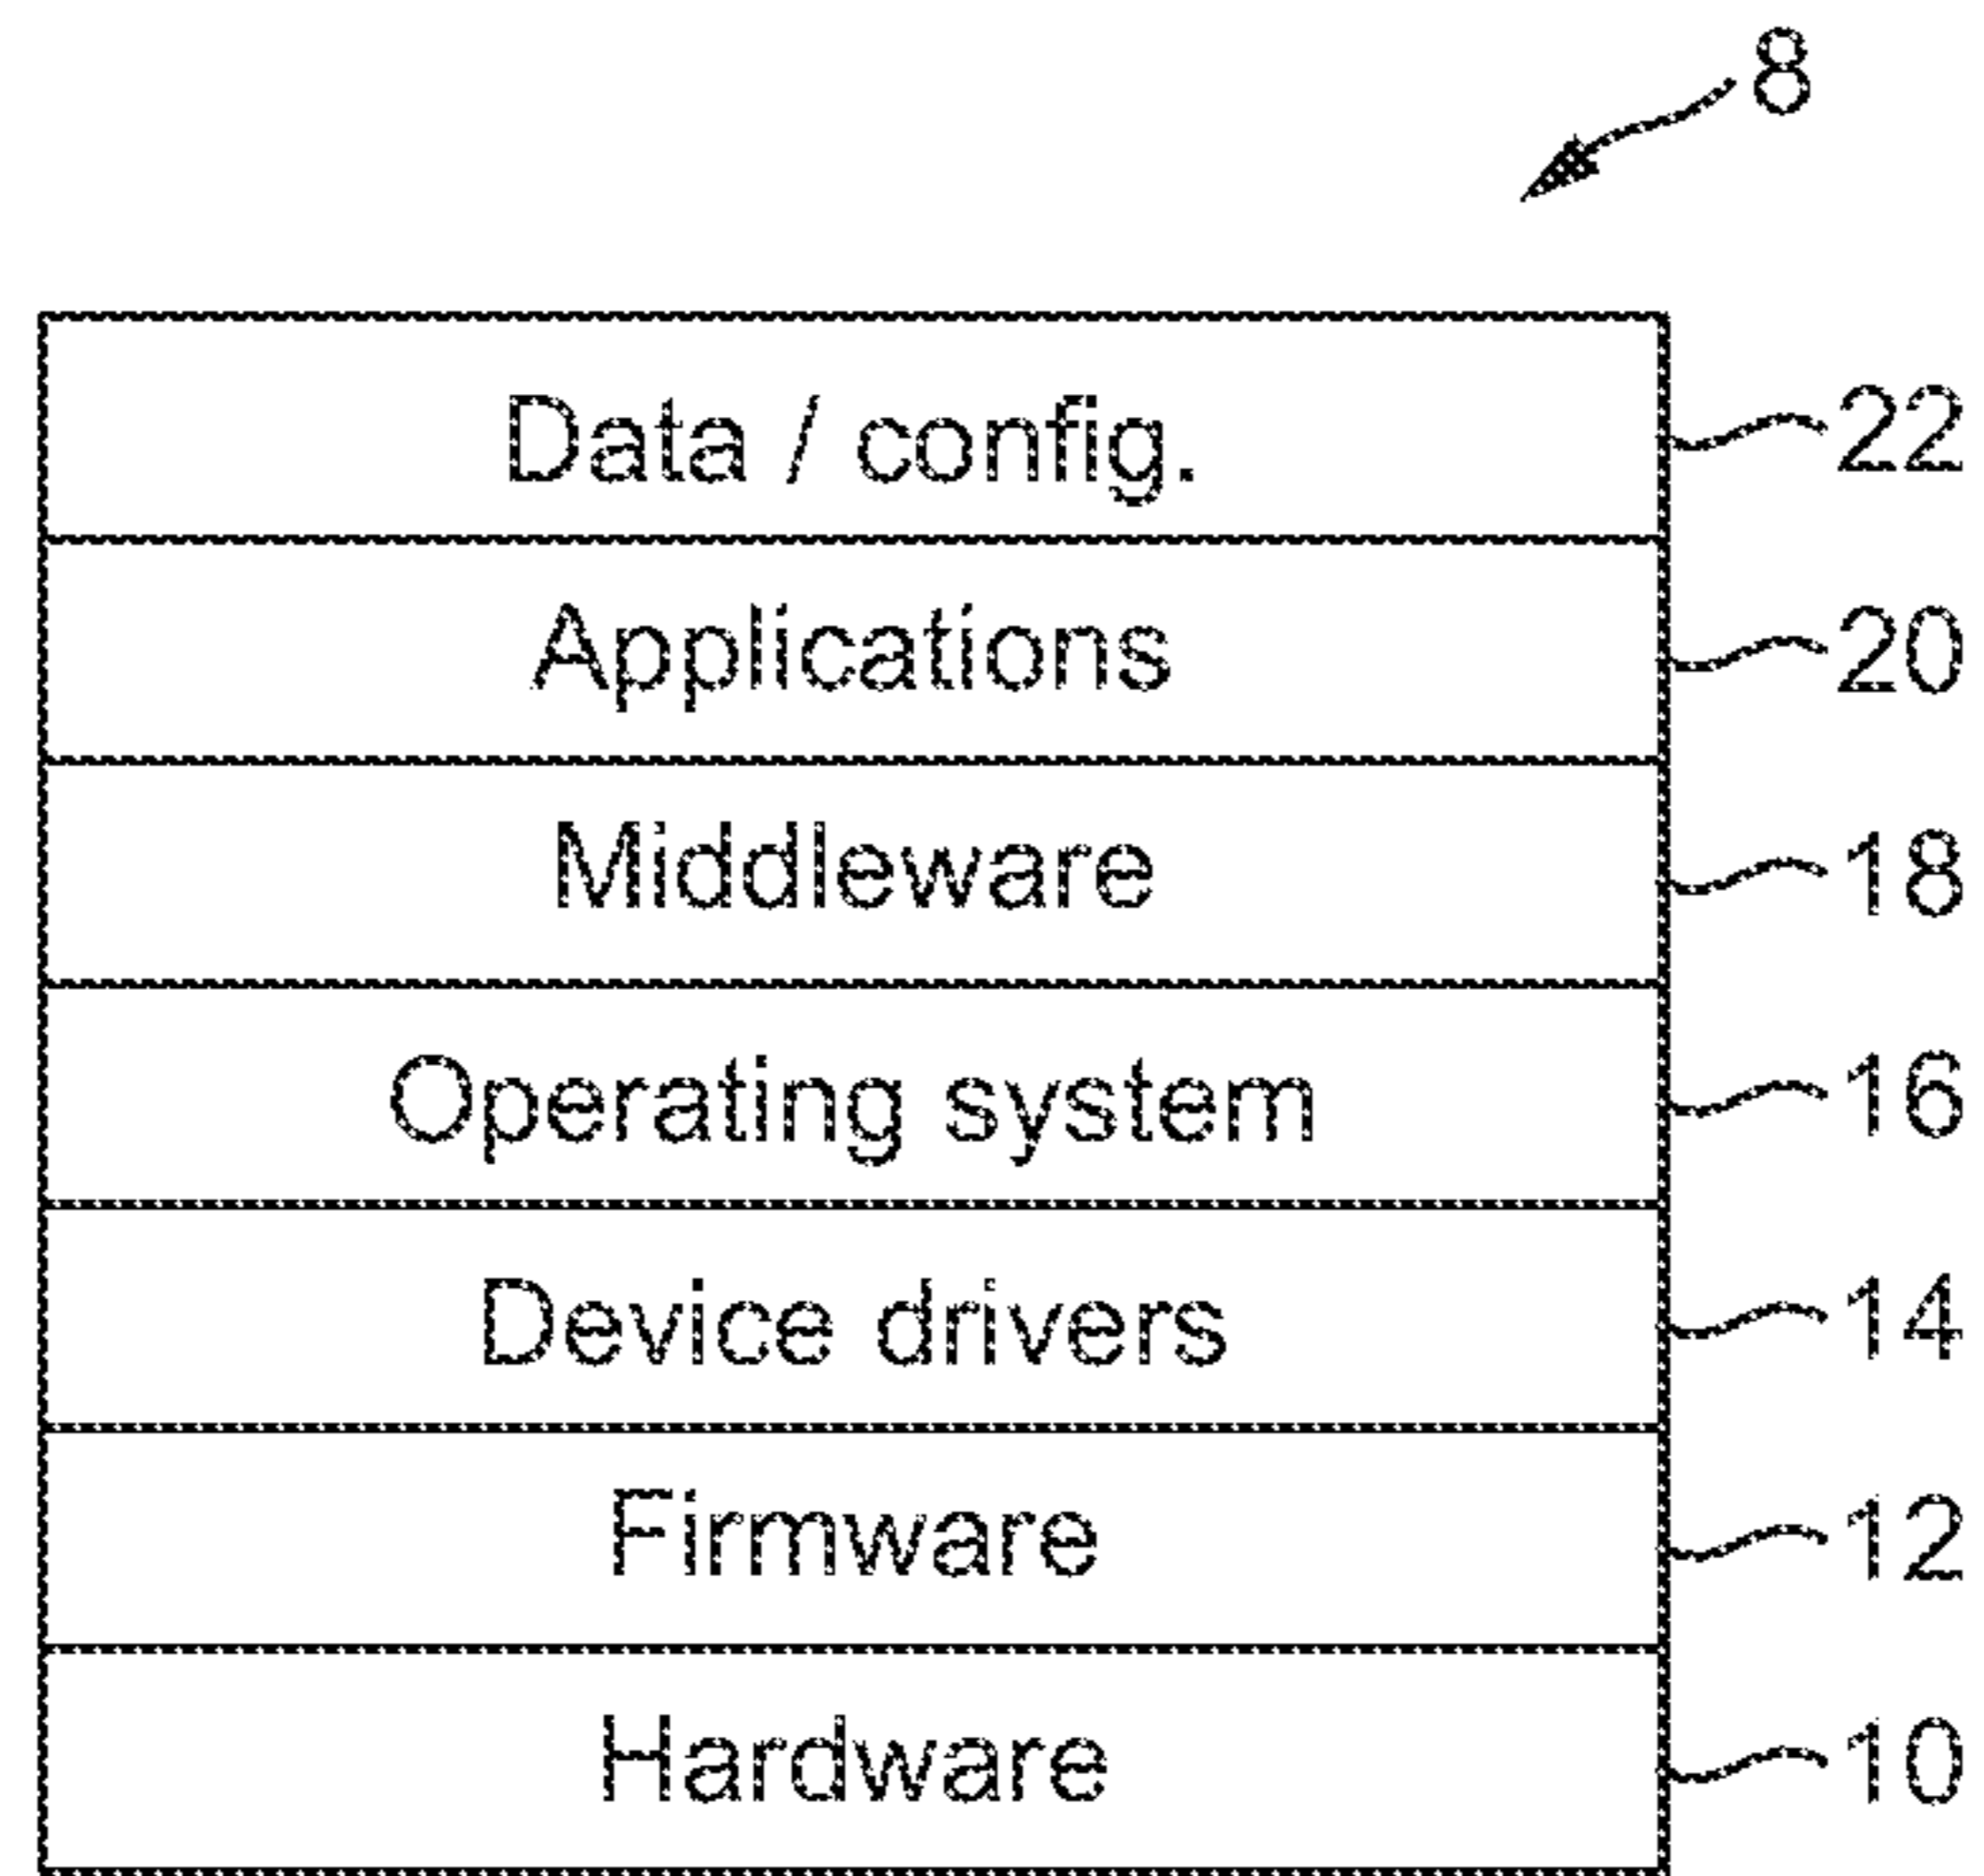 8
Data / config. 22
Applications 20
Middleware 18
Operating system 16
Device drivers 14
Firmware 12
Hardware 10